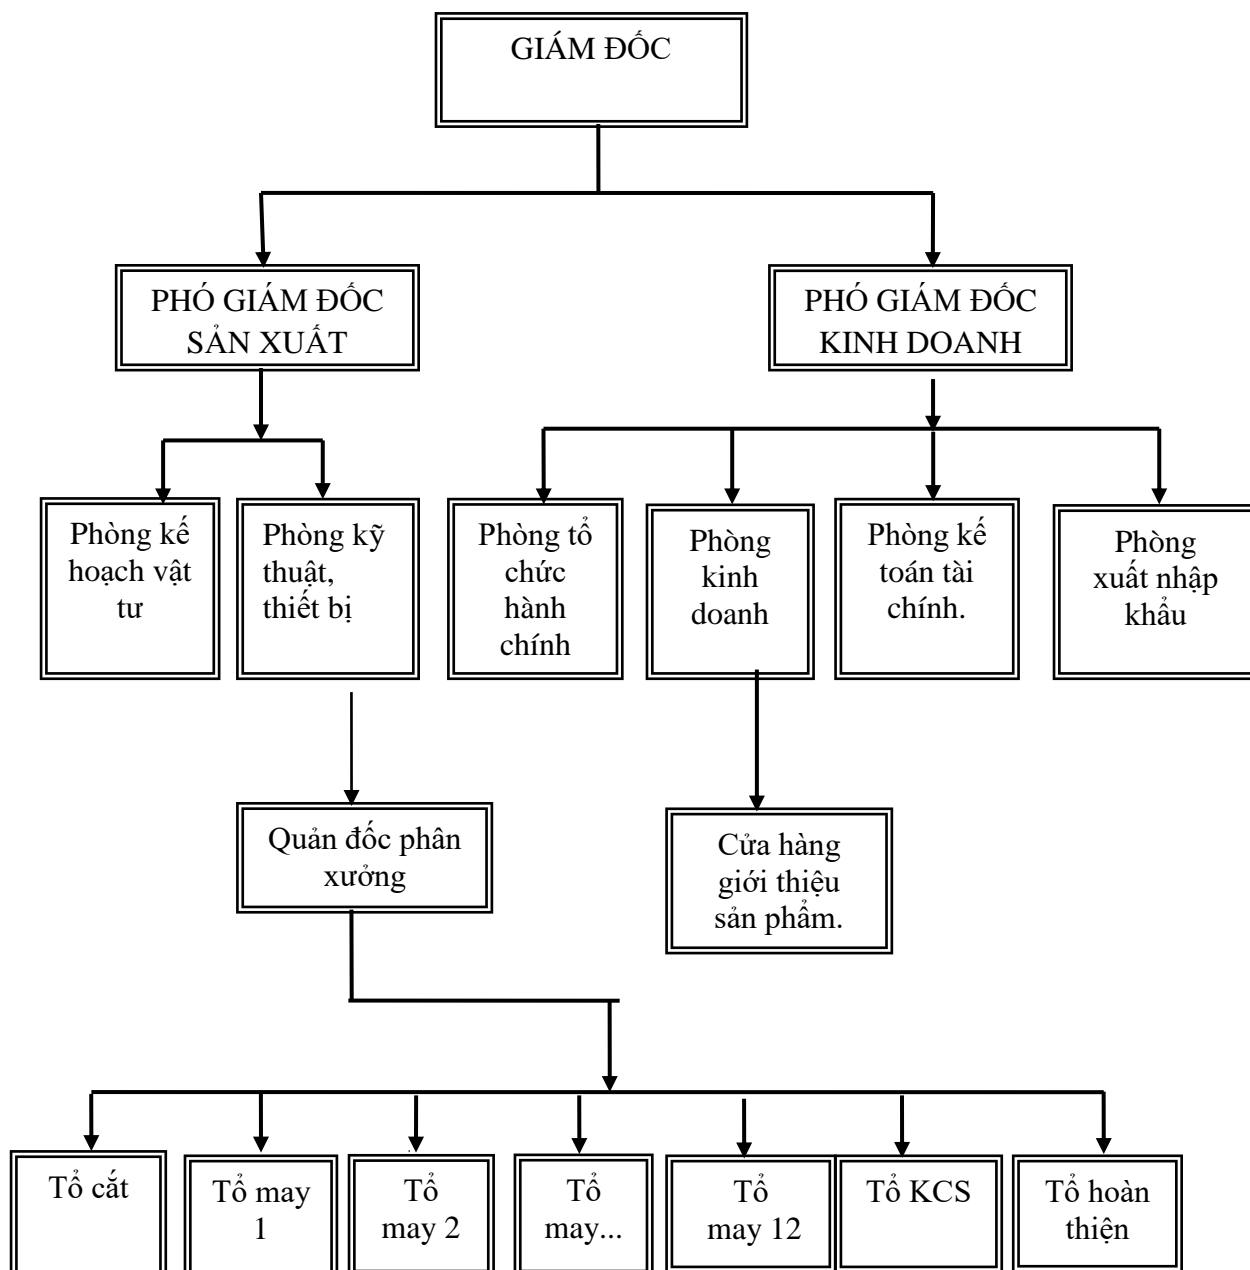 GIÁM ĐỐC
PHÓ GIÁM ĐỐC
SẢN XUẤT
PHÓ GIÁM ĐỐC
KINH DOANH
Phòng kế
hoạch vật
tư
Phòng kỹ
thuật,
thiết bị
Phòng tổ
chức
hành
chính
Phòng
kinh
doanh
Phòng kế
toán tài
chính.
Phòng
xuất nhập
khẩu
Quản đốc phân
xưởng
Cửa hàng
giới thiệu
sản phẩm.
Tổ cắt
Tổ may
1
Tổ
may 2
Tổ
may...
Tổ
may 12
Tổ KCS
Tổ hoàn
thiện